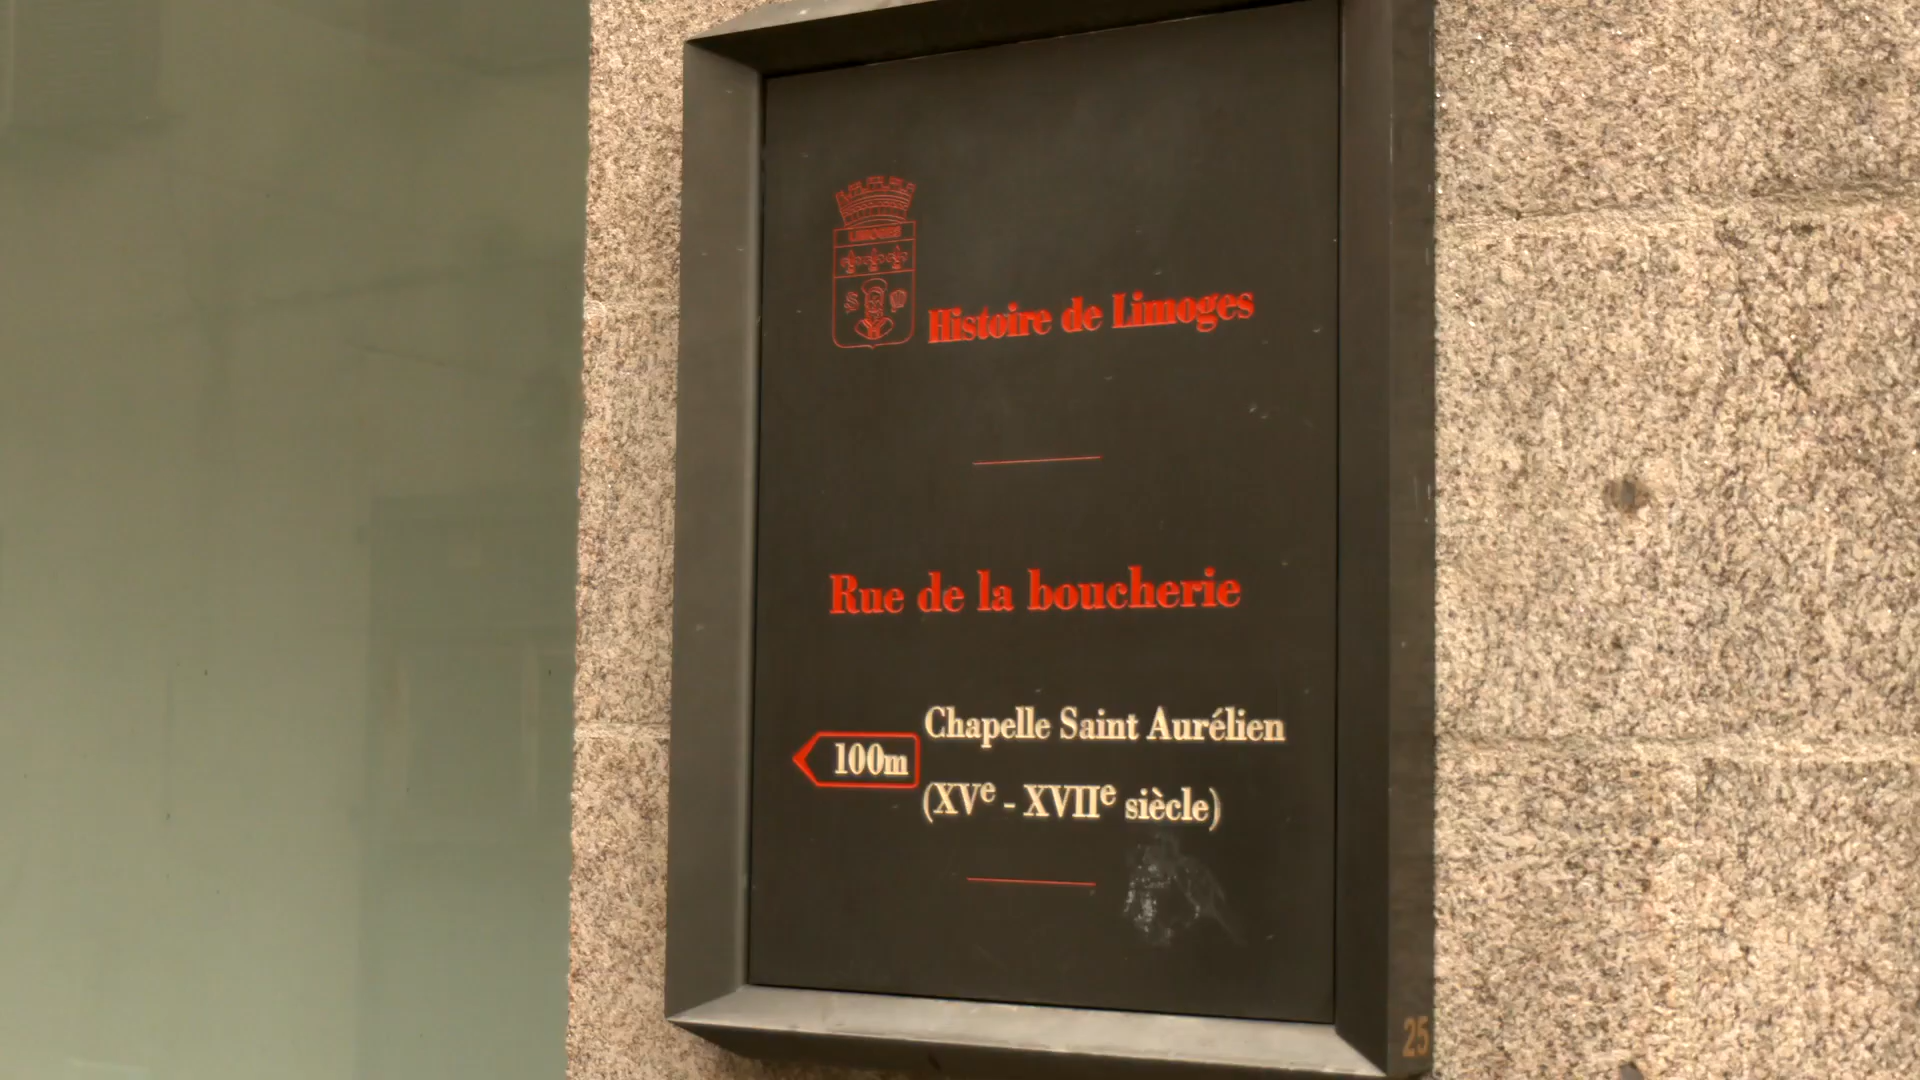 LIMOGES
Histoire de Limoges
Rue de la boucherie
100m
Chapelle Saint Aurélien
(XVe - XVIIe siècle)
25